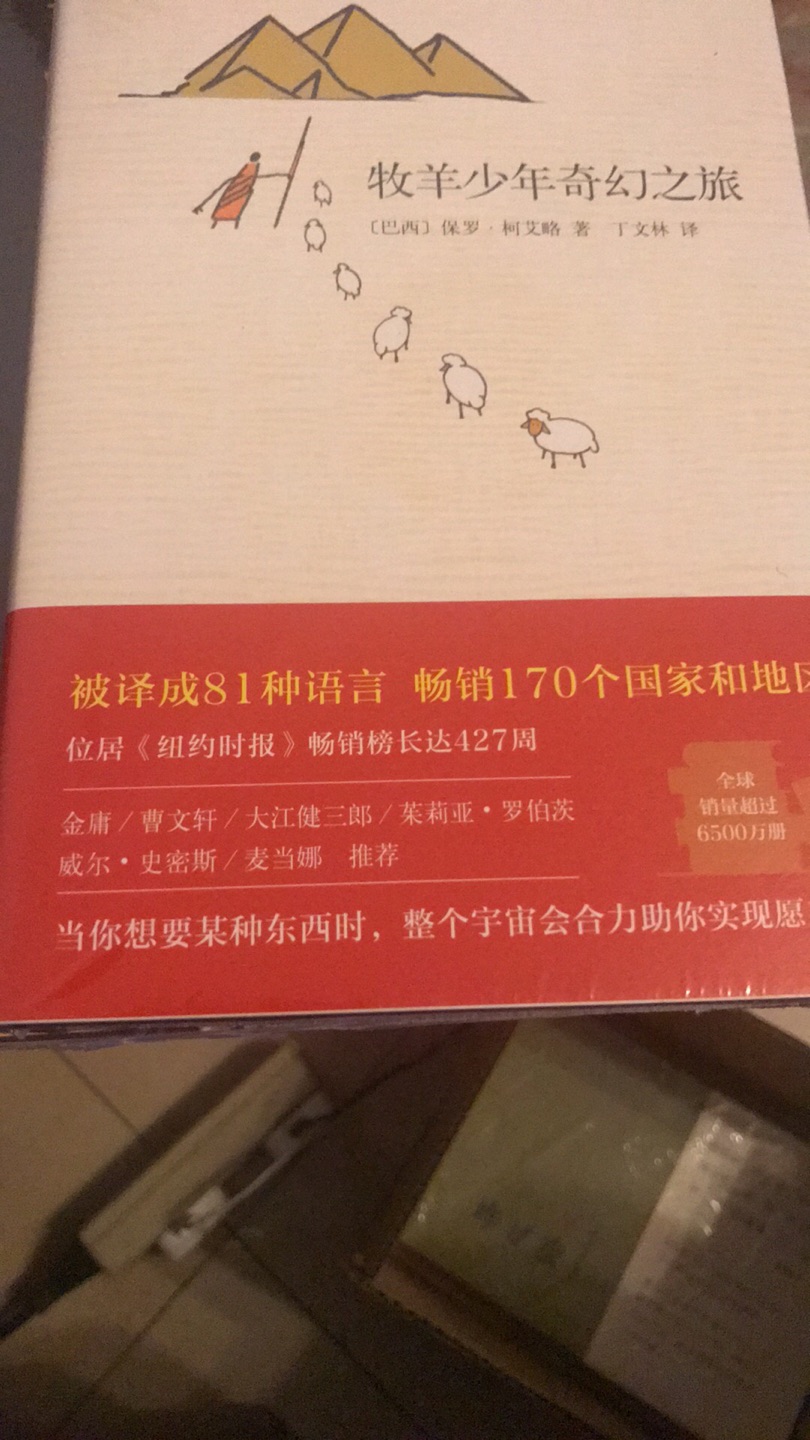 牧羊少年奇幻之旅
〔巴西〕保罗·柯艾略 著 丁文林 译
被译成81种语言 畅销170个国家和地区
位居《纽约时报》畅销榜长达427周
金庸/曹文轩/大江健三郎/茱莉亚·罗伯茨
威尔·史密斯/麦当娜 推荐
全球
销量超过
6500万册
当你想要某种东西时，整个宇宙会合力助你实现愿